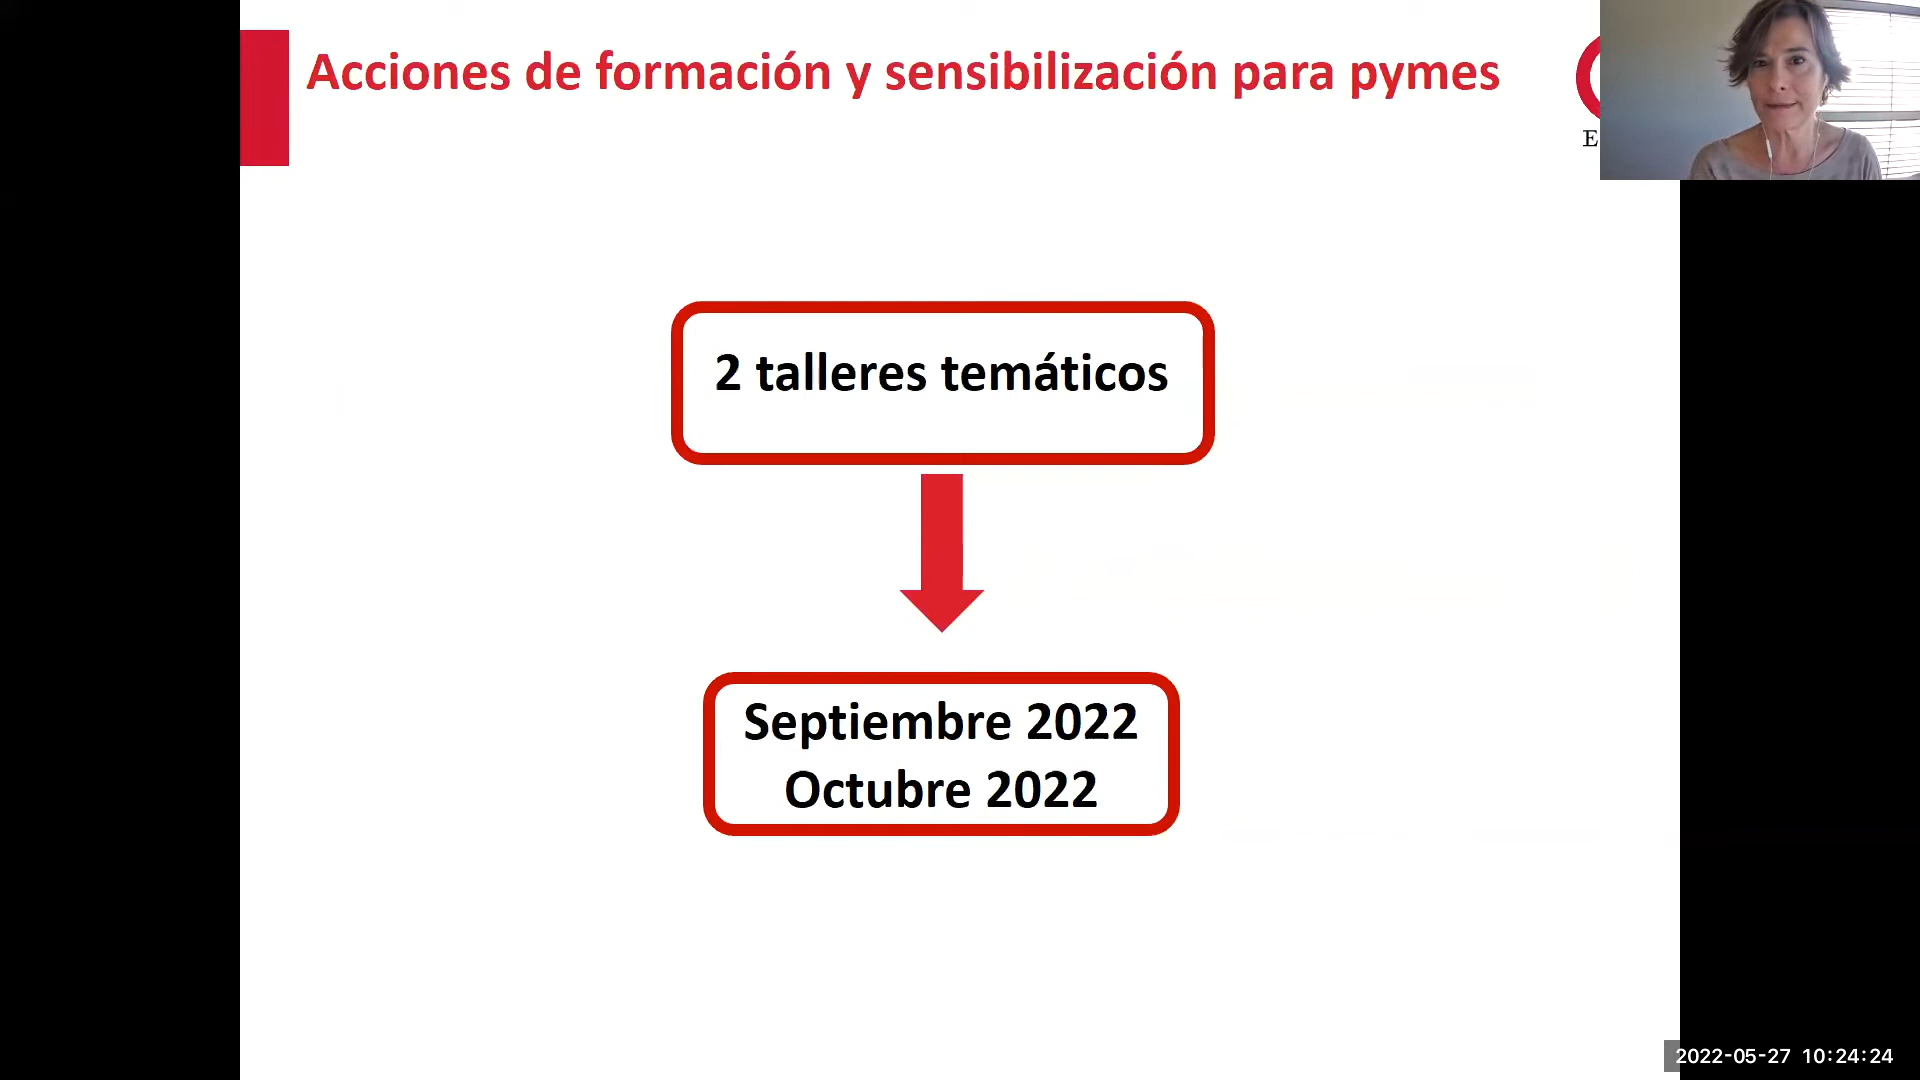 Acciones de formación y sensibilización para pymes
E
2 talleres temáticos
Septiembre 2022
Octubre 2022
2022-05-27 10:24:24